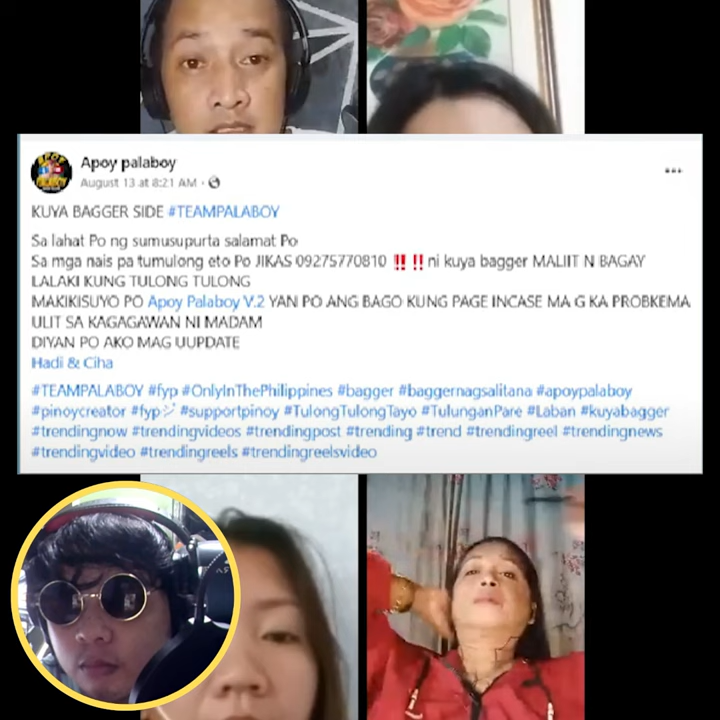 Apoy palaboy
August 13 at 8:21 AM ·
KUYA BAGGER SIDE #TEAMPALABOY
Sa lahat Po ng sumusupurta salamat Po
Sa mga nais pa tumulong eto Po JIKAS 09275770810 ‼️ ‼️ ni kuya bagger MALIIT N BAGAY
LALAKI KUNG TULONG TULONG
MAKIKISUYO PO Apoy Palaboy V.2 YAN PO ANG BAGO KUNG PAGE INCASE MA G KA PROBKEMA
ULIT SA KAGAGAWAN NI MADAM
DIYAN PO AKO MAG UUPDATE
Hadi & Ciha
#TEAMPALABOY #fyp #OnlyInThePhilippines #bagger #baggernagsalitana #apoypalaboy
#pinoycreator #fypシ #supportpinoy #TulongTulongTayo #TulunganPare #Laban #kuyabagger
#trendingnow #trendingvideos #trendingpost #trending #trend #trendingreel #trendingnews
#trendingvideo #trendingreels #trendingreelsvideo